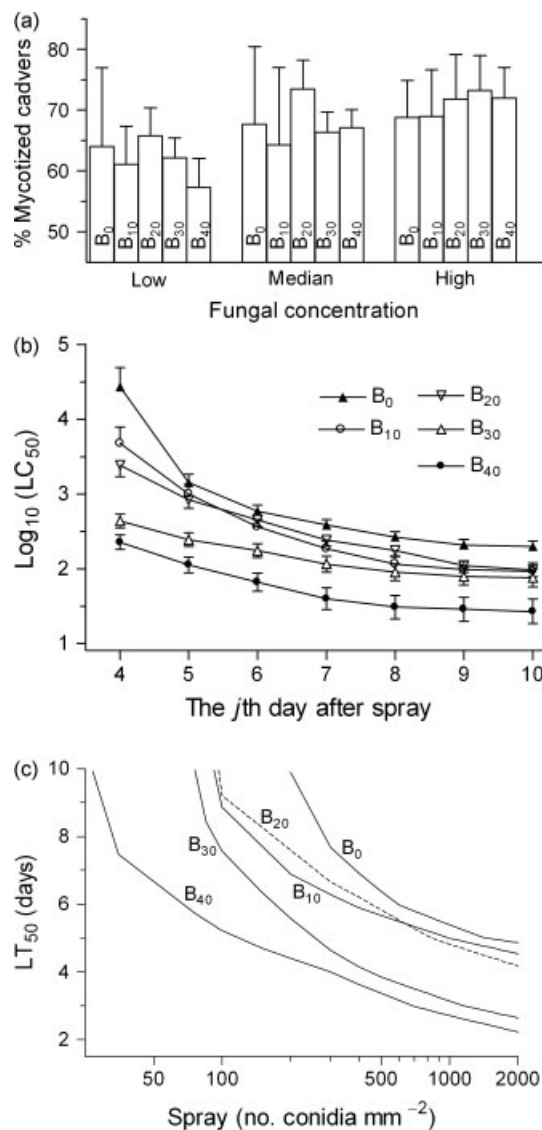 (a)
% Mycotized cadvers
80
70
60
50
B0 B10 B20 B30 B40
B0 B10 B20 B30 B40
B0 B10 B20 B30 B40
Low Median High
Fungal concentration
(b)
Log10 (LC50)
5
4
3
2
1
B0 B20
B10 B30
B40
4 5 6 7 8 9 10
The jth day after spray
(c)
LT50 (days)
10
8
6
4
2
B20
B0
B30
B10
B40
50 100 500 1000 2000
Spray (no. conidia mm −2)